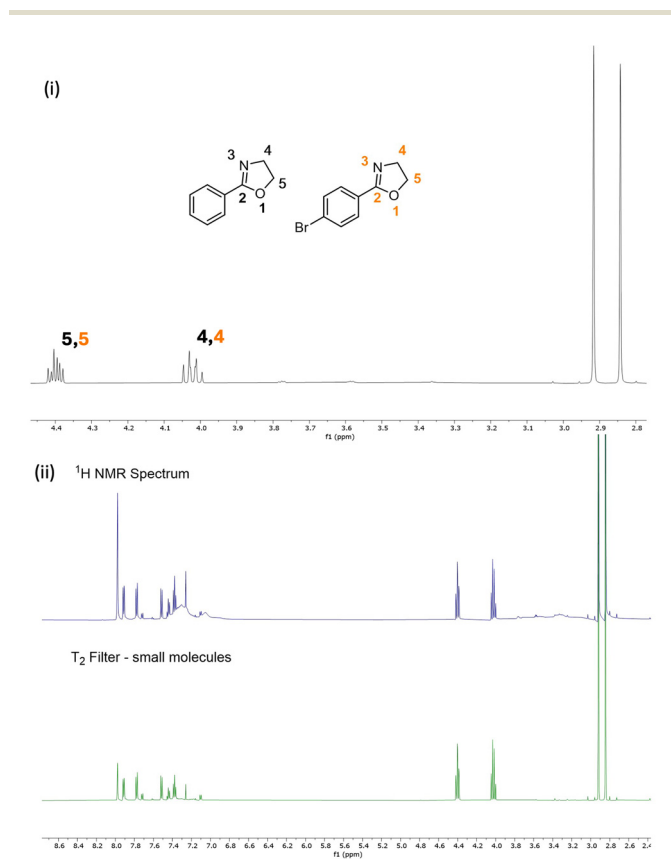 (i)
3
4
N
5
2
O
1
4
3
N
5
2
O
1
Br
5,5
4,4
4.4 4.3 4.2 4.1 4.0 3.9 3.8 3.7 3.6 3.5 3.4 3.3 3.2 3.1 3.0 2.9 2.8
f1 (ppm)
(ii) ¹H NMR Spectrum
T₂ Filter - small molecules
8.6 8.4 8.2 8.0 7.8 7.6 7.4 7.2 7.0 6.8 6.6 6.4 6.2 6.0 5.8 5.6 5.4 5.2 5.0 4.8 4.6 4.4 4.2 4.0 3.8 3.6 3.4 3.2 3.0 2.8 2.6 2.4
f1 (ppm)